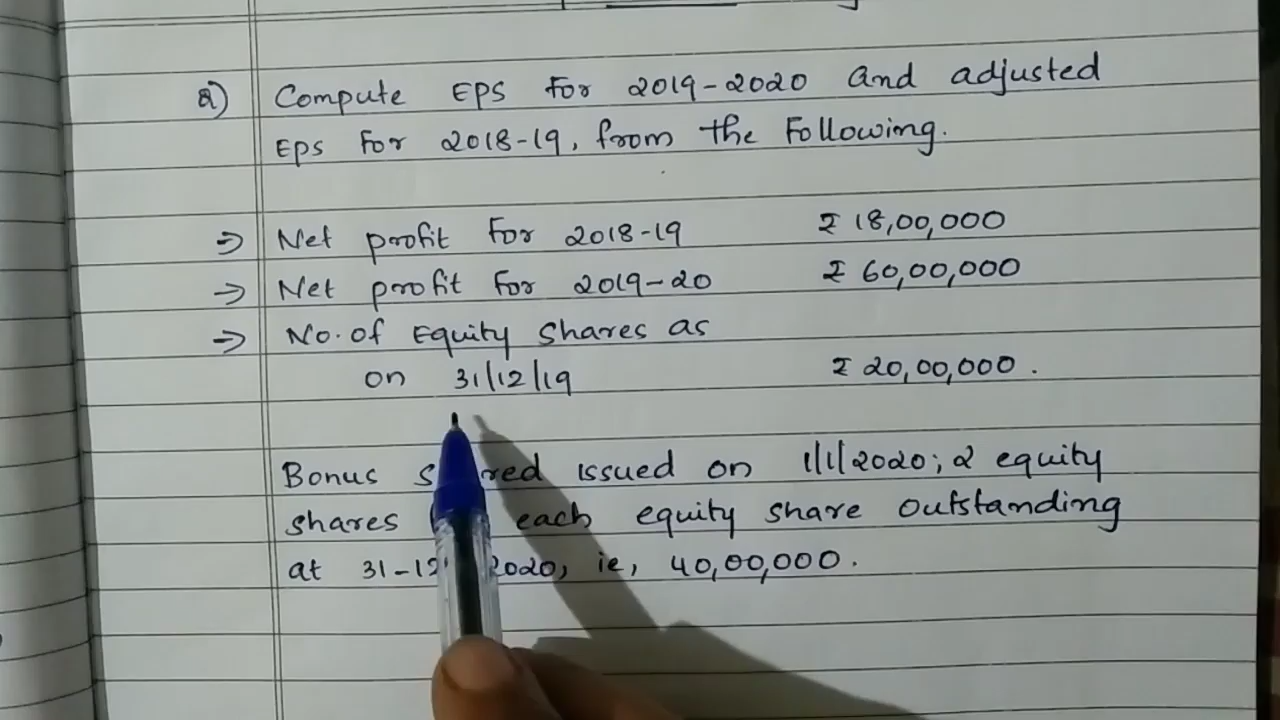 Q) Compute EPS for 2019-2020 and adjusted
EPS for 2018-19, from the following.
⇒ Net profit for 2018-19 ₹ 18,00,000
⇒ Net profit for 2019-20 ₹ 60,00,000
⇒ No. of Equity Shares as
on 31/12/19 ₹ 20,00,000.
Bonus issued on 1/1/2020; 2 equity
shares each equity share outstanding
at 2020, ie, 40,00,000.